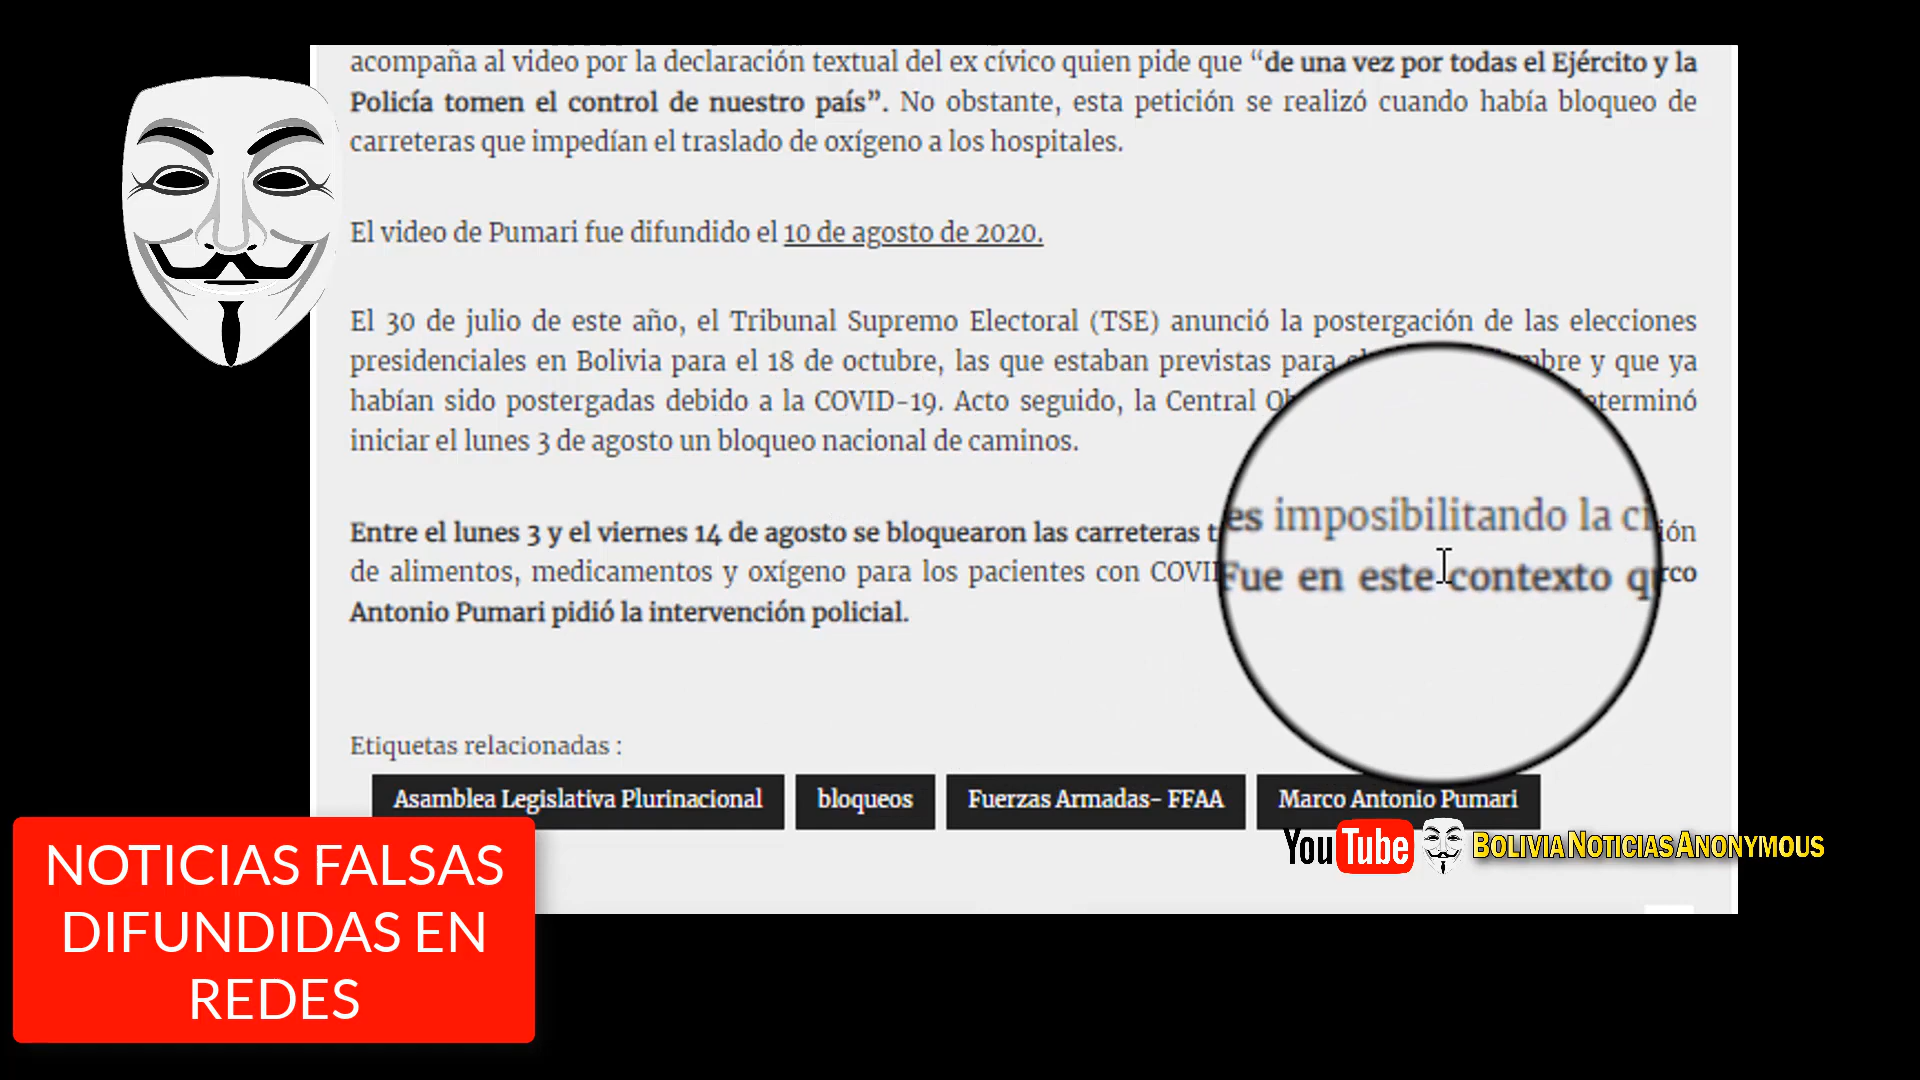 acompaña al video por la declaración textual del ex cívico quien pide que “de una vez por todas el Ejército y la
Policía tomen el control de nuestro país”. No obstante, esta petición se realizó cuando había bloqueo de
carreteras que impedían el traslado de oxígeno a los hospitales.
El video de Pumari fue difundido el 10 de agosto de 2020.
El 30 de julio de este año, el Tribunal Supremo Electoral (TSE) anunció la postergación de las elecciones
presidenciales en Bolivia para el 18 de octubre, las que estaban previstas para y que ya
habían sido postergadas debido a la COVID-19. Acto seguido, la Central
iniciar el lunes 3 de agosto un bloqueo nacional de caminos.
Entre el lunes 3 y el viernes 14 de agosto se bloquearon las carreteras es imposibilitando la
de alimentos, medicamentos y oxígeno para los pacientes con Fue en este contexto
Antonio Pumari pidió la intervención policial.
Etiquetas relacionadas :
Asamblea Legislativa Plurinacional bloqueos Fuerzas Armadas- FFAA Marco Antonio Pumari
YouTube BOLIVIA NOTICIAS ANONYMOUS
NOTICIAS FALSAS
DIFUNDIDAS EN
REDES